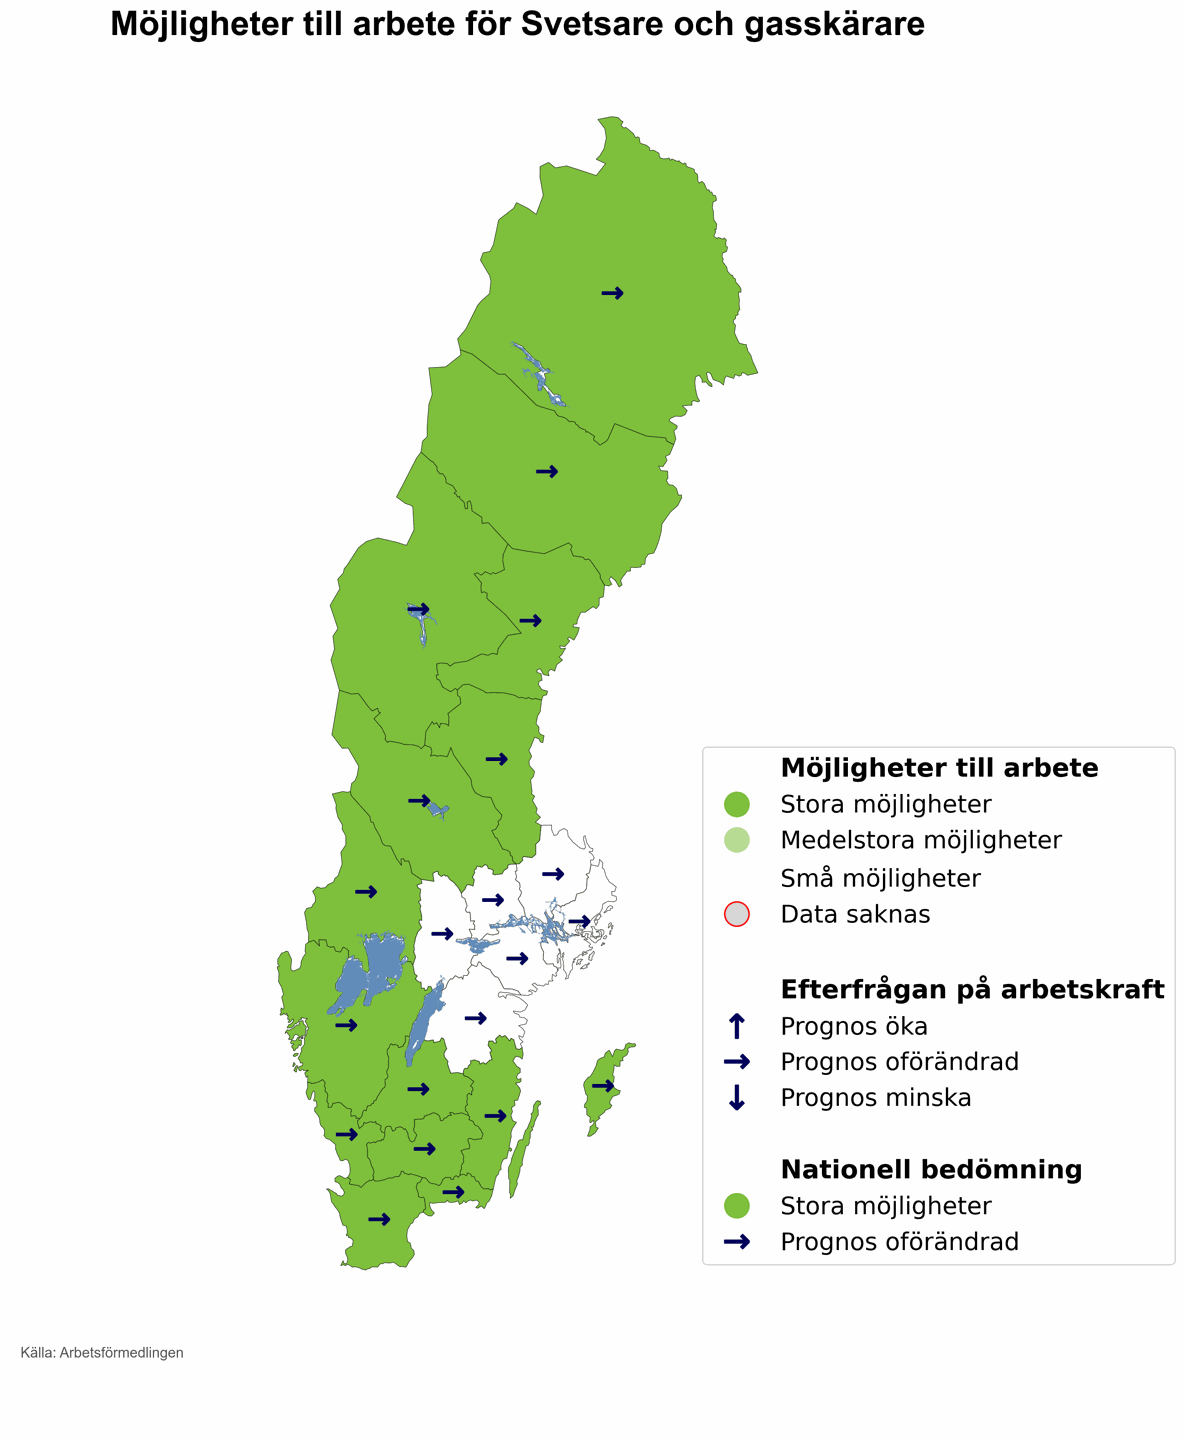 Möjligheter till arbete för Svetsare och gasskärare
Möjligheter till arbete
Stora möjligheter
Medelstora möjligheter
Små möjligheter
Data saknas
Efterfrågan på arbetskraft
Prognos öka
Prognos oförändrad
Prognos minska
Nationell bedömning
Stora möjligheter
Prognos oförändrad
Källa: Arbetsförmedlingen